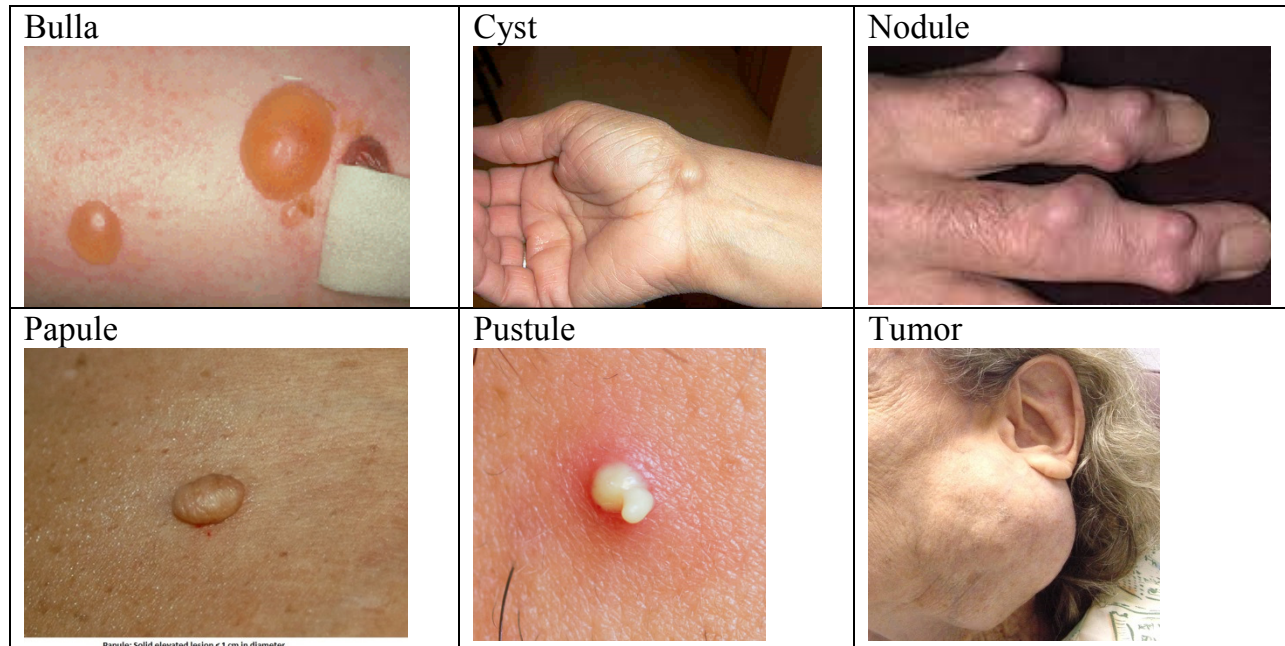 Bulla
Cyst
Nodule
Papule
Pustule
Tumor
Papule: Solid elevated lesion < 1 cm in diameter